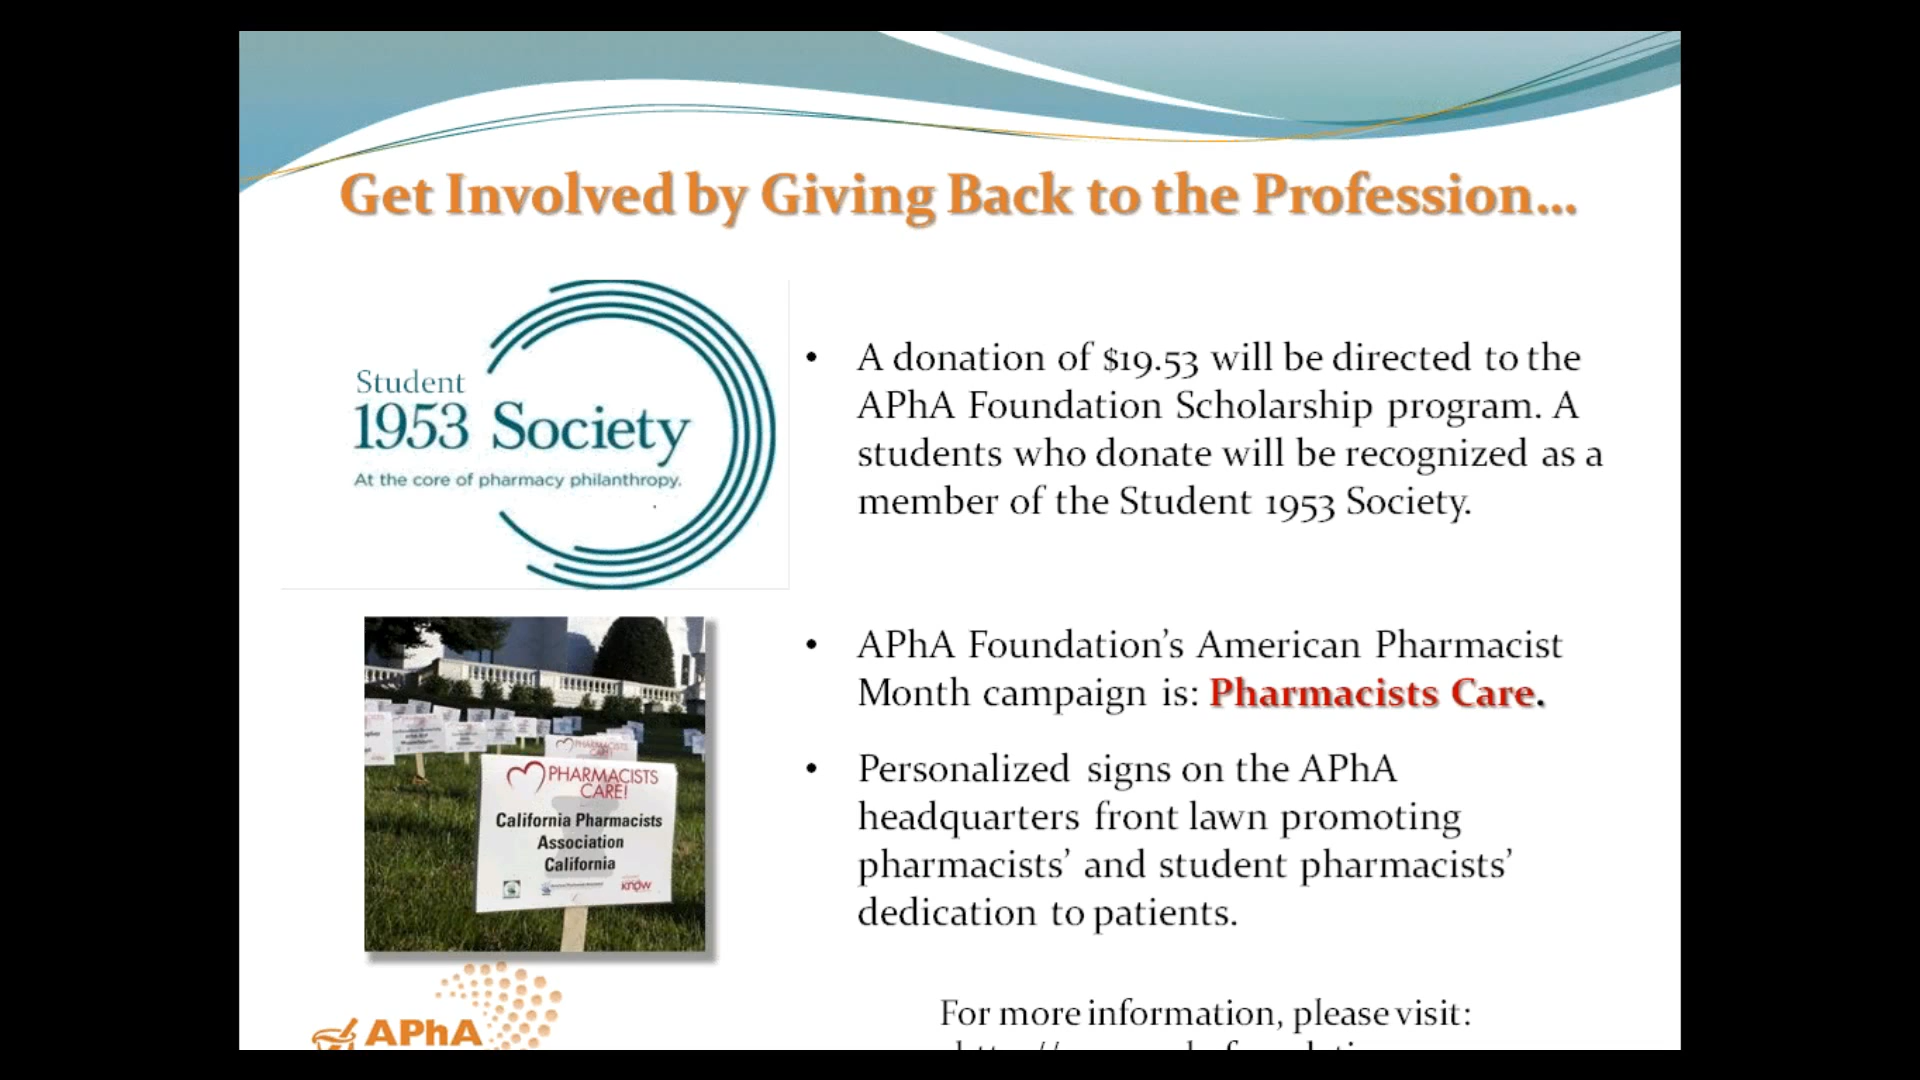 Get Involved by Giving Back to the Profession...
Student
1953 Society
At the core of pharmacy philanthropy.
• A donation of $19.53 will be directed to the
APhA Foundation Scholarship program. A
students who donate will be recognized as a
member of the Student 1953 Society.
• APhA Foundation's American Pharmacist
Month campaign is: Pharmacists Care.
• Personalized signs on the APhA
headquarters front lawn promoting
pharmacists' and student pharmacists'
dedication to patients.
PHARMACISTS
CARE!
PHARMACISTS
CARE!
California Pharmacists
Association
California
know
APhA
For more information, please visit: